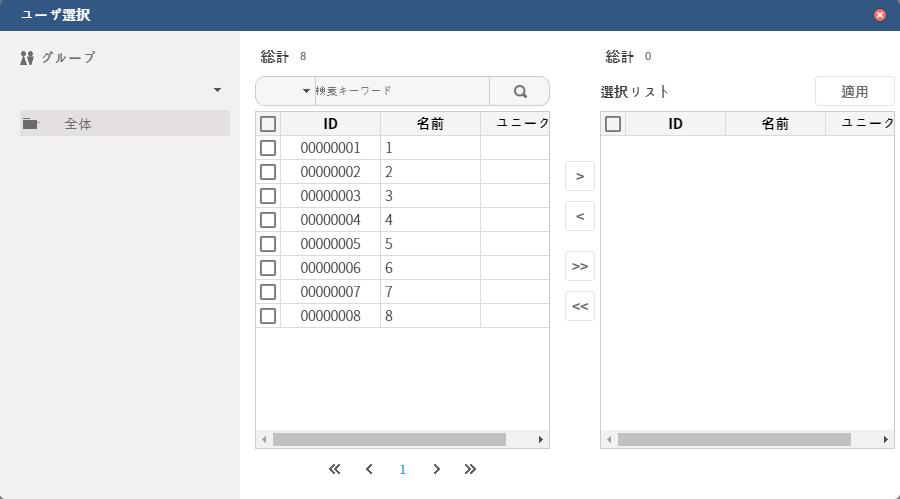 ユーザ選択
グループ
全体
総計 8
検索キーワード
ID 名前 ユニーク
00000001 1
00000002 2
00000003 3
00000004 4
00000005 5
00000006 6
00000007 7
00000008 8
1
>
<
>>
<<
総計 0
選択リスト 適用
ID 名前 ユニーク